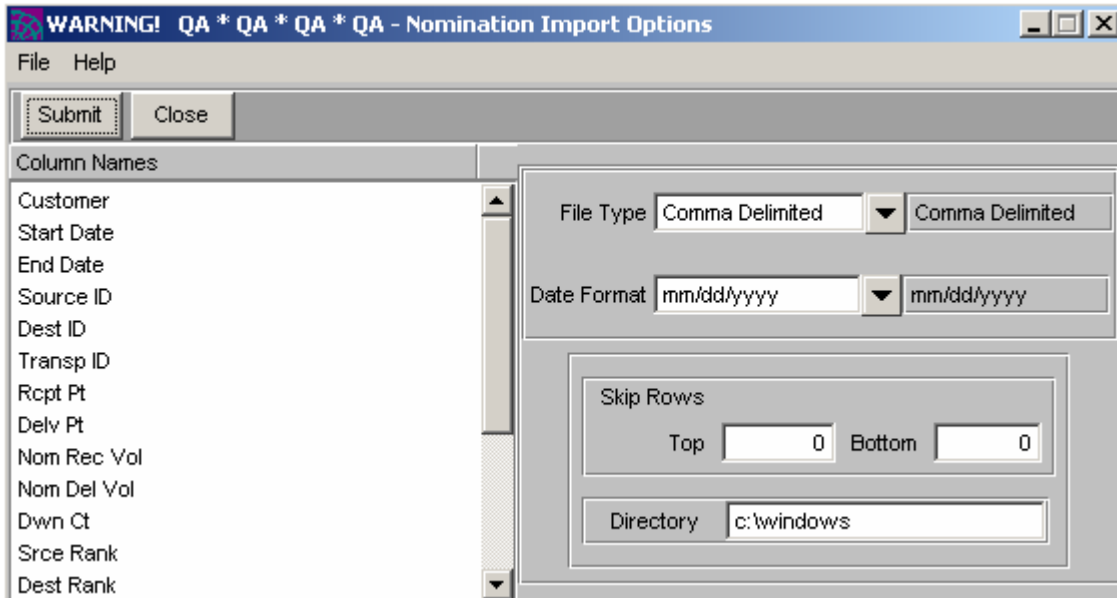 WARNING! QA * QA * QA * QA - Nomination Import Options
File Help
Submit Close
Column Names
Customer
Start Date
End Date
Source ID
Dest ID
Transp ID
Rcpt Pt
Delv Pt
Nom Rec Vol
Nom Del Vol
Dwn Ct
Srce Rank
Dest Rank
File Type Comma Delimited Comma Delimited
Date Format mm/dd/yyyy mm/dd/yyyy
Skip Rows
Top 0 Bottom 0
Directory c:\windows